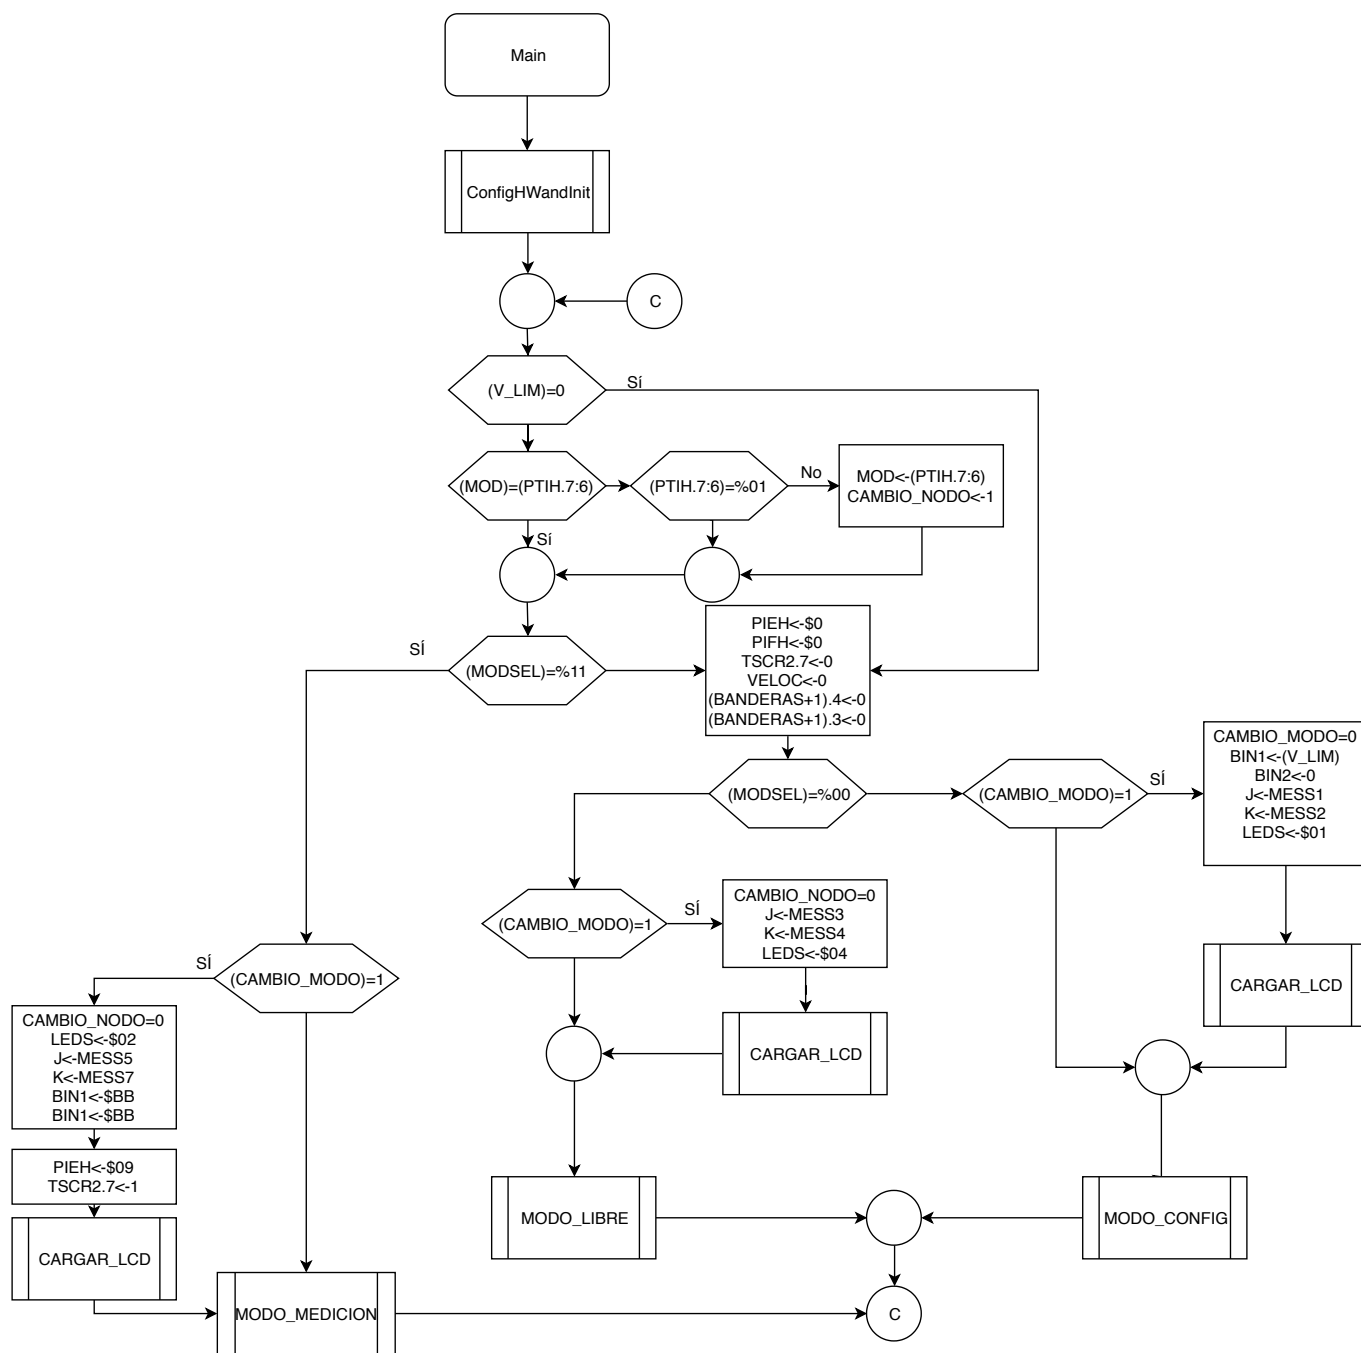 Main
ConfigHWandInit
C
(V_LIM)=0
Sí
(MOD)=(PTIH.7:6)
(PTIH.7:6)=%01
No
MOD<-(PTIH.7:6)
CAMBIO_NODO<-1
Sí
SÍ
(MODSEL)=%11
PIEH<-$0
PIFH<-$0
TSCR2.7<-0
VELOC<-0
(BANDERAS+1).4<-0
(BANDERAS+1).3<-0
(MODSEL)=%00
(CAMBIO_MODO)=1
SÍ
CAMBIO_MODO=0
BIN1<-(V_LIM)
BIN2<-0
J<-MESS1
K<-MESS2
LEDS<-$01
(CAMBIO_MODO)=1
SÍ
CAMBIO_NODO=0
J<-MESS3
K<-MESS4
LEDS<-$04
SÍ
(CAMBIO_MODO)=1
CARGAR_LCD
CAMBIO_NODO=0
LEDS<-$02
J<-MESS5
K<-MESS7
BIN1<-$BB
BIN1<-$BB
CARGAR_LCD
PIEH<-$09
TSCR2.7<-1
MODO_LIBRE
MODO_CONFIG
CARGAR_LCD
MODO_MEDICION
C